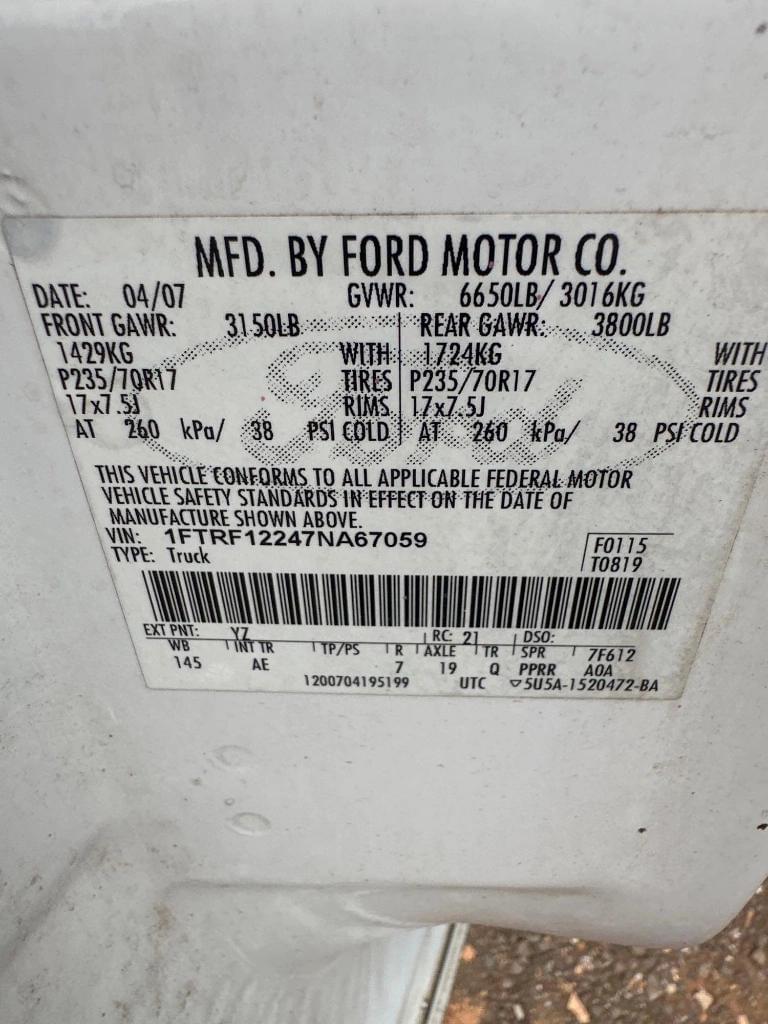 MFD. BY FORD MOTOR CO.
DATE: 04/07 GVWR: 6650LB/ 3016KG
FRONT GAWR: 3150LB REAR GAWR: 3800LB
1429KG WITH 1724KG WITH
P235/70R17 TIRES P235/70R17 TIRES
17x7.5J RIMS 17x7.5J RIMS
AT 260 kPa/ 38 PSI COLD AT 260 kPa/ 38 PSI COLD
Ford
THIS VEHICLE CONFORMS TO ALL APPLICABLE FEDERAL MOTOR
VEHICLE SAFETY STANDARDS IN EFFECT ON THE DATE OF
MANUFACTURE SHOWN ABOVE.
VIN: 1FTRF12247NA67059
TYPE: Truck
F0115
T0819
EXT PNT: YZ RC: 21 DSO:
WB INT TR TP/PS R AXLE TR SPR 7F612
145 AE 7 19 Q PPRR A0A
1200704195199 UTC ▽5U5A-1520472-BA